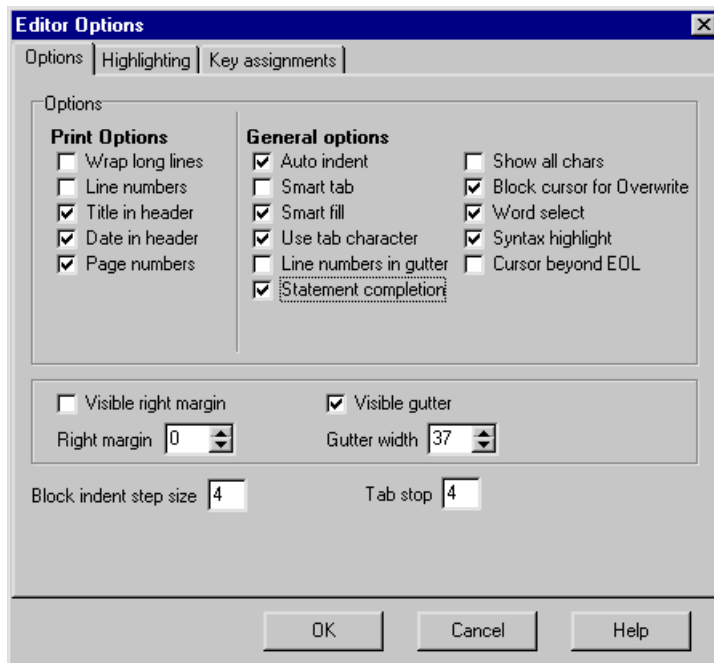 Editor Options
Options Highlighting Key assignments
Options
Print Options
Wrap long lines
Line numbers
Title in header
Date in header
Page numbers
General options
Auto indent
Smart tab
Smart fill
Use tab character
Line numbers in gutter
Statement completion
Show all chars
Block cursor for Overwrite
Word select
Syntax highlight
Cursor beyond EOL
Visible right margin
Right margin 0
Visible gutter
Gutter width 37
Block indent step size 4
Tab stop 4
OK Cancel Help